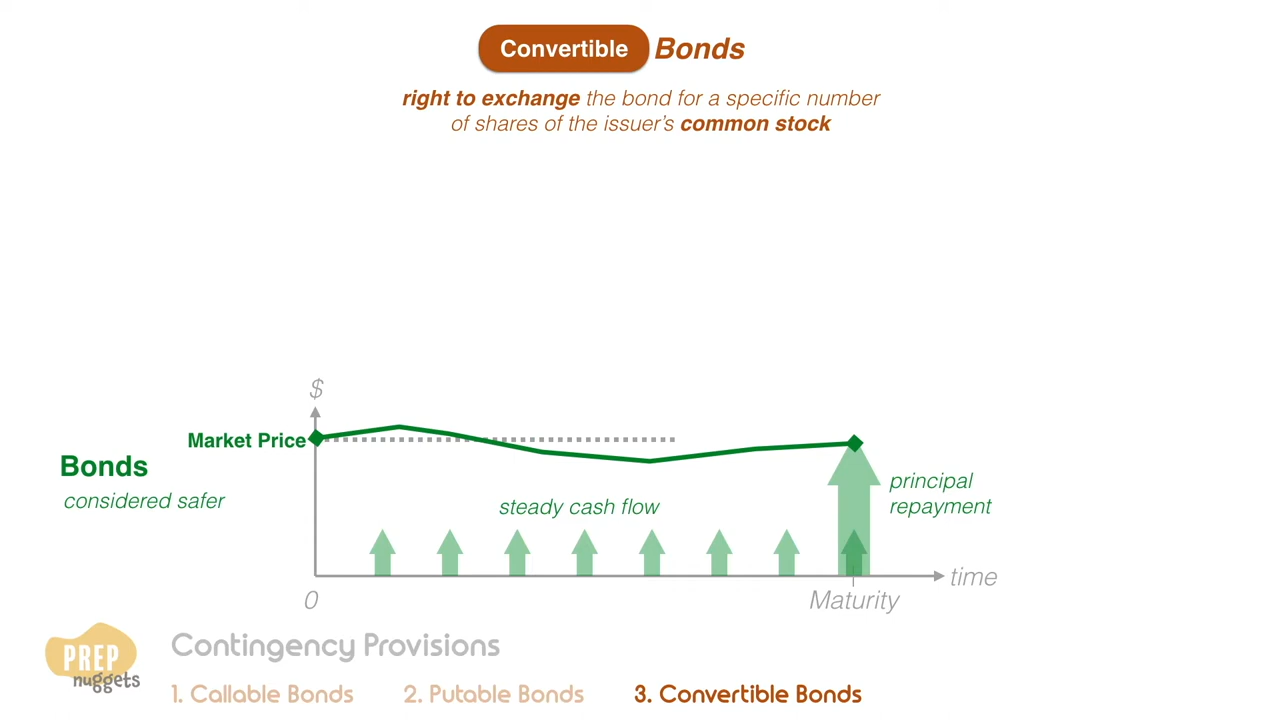 Convertible Bonds
right to exchange the bond for a specific number
of shares of the issuer's common stock
$
Market Price
Bonds
considered safer
steady cash flow
principal
repayment
time
0
Maturity
PREP
nuggets
Contingency Provisions
1. Callable Bonds
2. Putable Bonds
3. Convertible Bonds